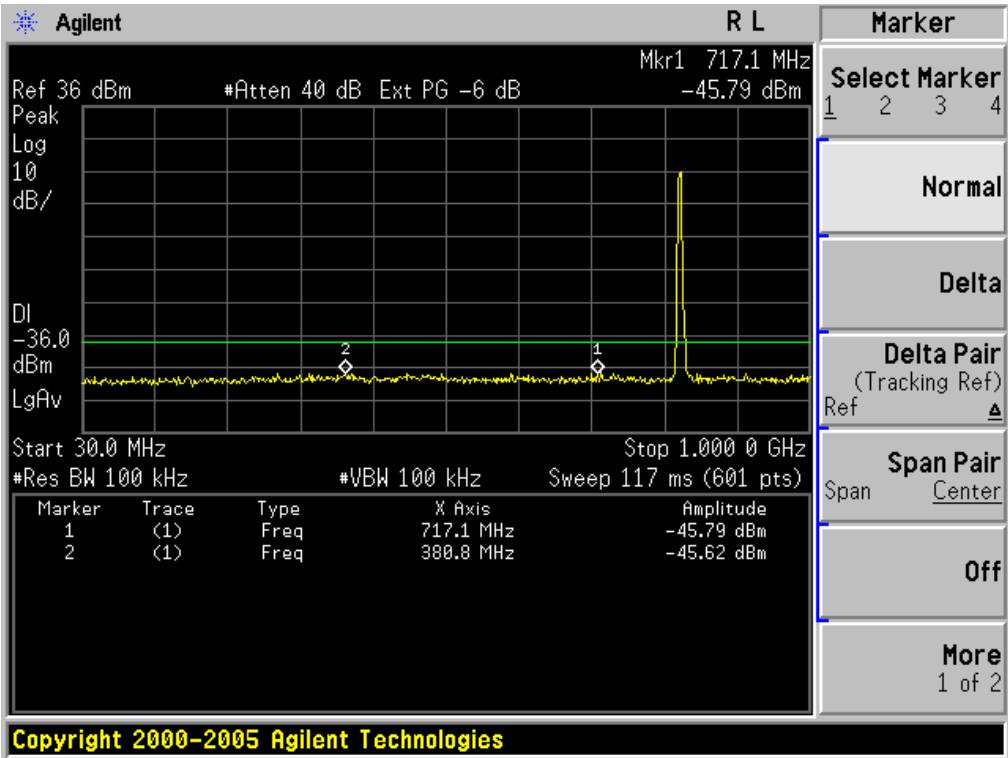 Agilent
R L
Marker
Mkr1 717.1 MHz
Ref 36 dBm #Atten 40 dB Ext PG −6 dB −45.79 dBm
Peak
Log
10
dB/
DI
−36.0
dBm
LgAv
2
1
Start 30.0 MHz Stop 1.000 0 GHz
#Res BW 100 kHz #VBW 100 kHz Sweep 117 ms (601 pts)
Marker Trace Type X Axis Amplitude
1 (1) Freq 717.1 MHz −45.79 dBm
2 (1) Freq 380.8 MHz −45.62 dBm
Select Marker
1 2 3 4
Normal
Delta
Delta Pair
(Tracking Ref)
Ref Δ
Span Pair
Span Center
Off
More
1 of 2
Copyright 2000-2005 Agilent Technologies